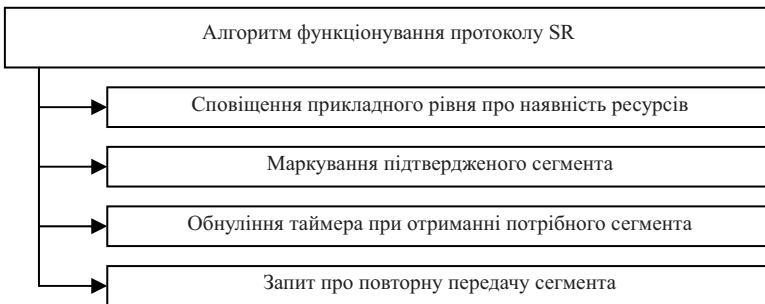 Алгоритм функціонування протоколу SR
Сповіщення прикладного рівня про наявність ресурсів
Маркування підтвердженого сегмента
Обнуління таймера при отриманні потрібного сегмента
Запит про повторну передачу сегмента